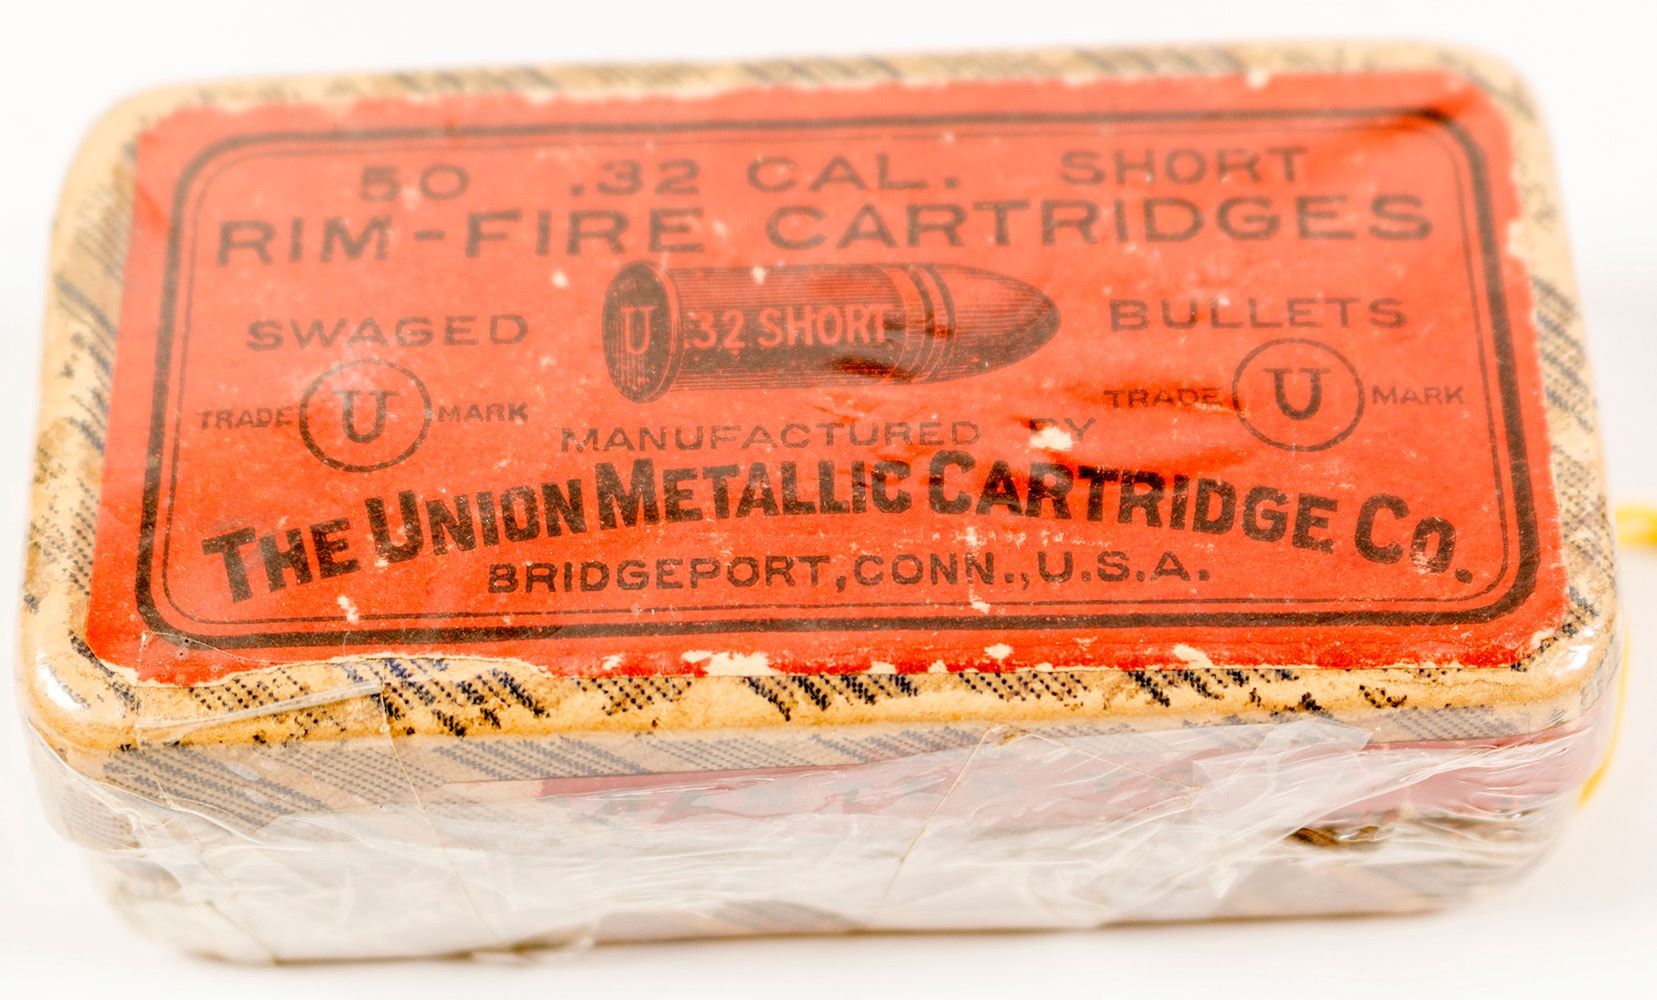 50 .32 CAL. SHORT
RIM-FIRE CARTRIDGES
SWAGED
U .32 SHORT
BULLETS
TRADE U MARK
TRADE U MARK
MANUFACTURED BY
THE UNION METALLIC CARTRIDGE CO.
BRIDGEPORT, CONN., U.S.A.